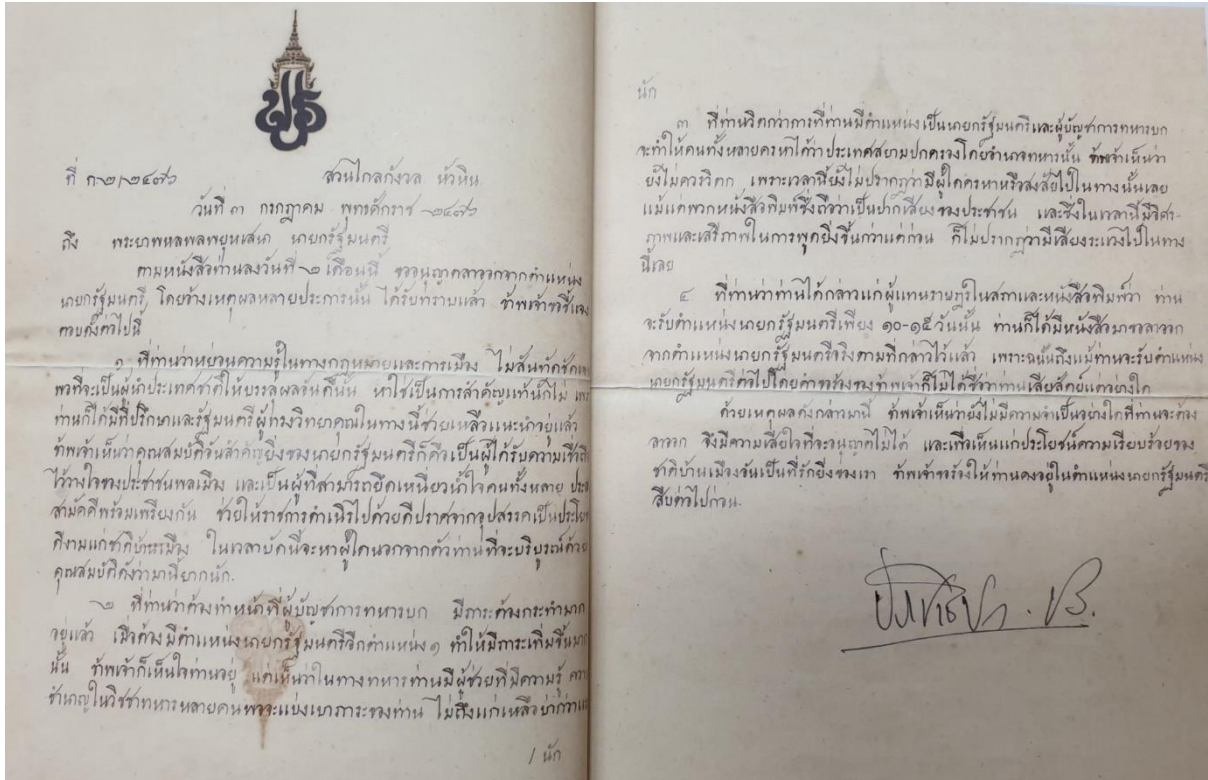 ที่ ก ๒/๒๔๗๖ สวนไกลกังวล หัวหิน
วันที่ ๓ กรกฎาคม พุทธศักราช ๒๔๗๖
ถึง พระยาพหลพลพยุหเสนา นายกรัฐมนตรี
ตามหนังสือท่านลงวันที่ ๒ เดือนนี้ ขออนุญาตลาออกจากตำแหน่ง
นายกรัฐมนตรี, โดยอ้างเหตุผลหลายประการนั้น ได้รับทราบแล้ว ข้าพเจ้าขอชี้แจง
ตอบดังต่อไปนี้
๑ ที่ท่านว่าหย่อนความรู้ในทางกฎหมายและการเมือง ไม่สันทัดชัดเจน
พอที่จะเป็นผู้นำประเทศชาติให้บรรลุผลอันดีนั้น หาใช่เป็นการสำคัญแท้นักไม่ เพราะ
ท่านก็ได้มีที่ปรึกษาและรัฐมนตรีผู้ทรงวิทยาคุณในทางนี้ช่วยเหลือแนะนำอยู่แล้ว
ข้าพเจ้าเห็นว่าคุณสมบัติอันสำคัญยิ่งของนายกรัฐมนตรีก็คือเป็นผู้ได้รับความเชื่อถือ
ไว้วางใจของประชาชนพลเมือง และเป็นผู้ที่สามารถยึดเหนี่ยวน้ำใจคนทั้งหลาย
สามัคคีพร้อมเพรียงกัน ช่วยให้ราชการดำเนิรไปด้วยดีปราศจากอุปสรรคเป็นประโยชน์
ดีงามแก่ชาติบ้านเมือง ในเวลาบัดนี้จะหาผู้ใดนอกจากตัวท่านที่จะบริบูรณ์ด้วย
คุณสมบัติดังว่ามานี้ยากนัก.
๒ ที่ท่านว่าต้องทำหน้าที่ผู้บัญชาการทหารบก มีภาระต้องกระทำมาก
อยู่แล้ว เมื่อต้องมีตำแหน่งนายกรัฐมนตรีอีกตำแหน่ง ๑ ทำให้มีภาระเพิ่มขึ้นมาก
นั้น ข้าพเจ้าก็เห็นใจท่านอยู่ แต่เห็นว่าในทางทหารท่านมีผู้ช่วยที่มีความรู้
ชำนาญในวิชชาทหารหลายคนพอจะแบ่งเบาภาระของท่าน ไม่ถึงแก่เหลือบ่ากว่าแรง
/ นัก
นัก
๓ ที่ท่านวิตกว่าการที่ท่านมีตำแหน่งเป็นนายกรัฐมนตรีและผู้บัญชาการทหารบก
จะทำให้คนทั้งหลายครหาได้ว่าประเทศสยามปกครองโดยอำนาจทหารนั้น ข้าพเจ้าเห็นว่า
ยังไม่ควรวิตก เพราะเวลานี้ยังไม่ปรากฏว่ามีผู้ใดครหาหรือสงสัยไปในทางนั้นเลย
แม้แต่พวกหนังสือพิมพ์ซึ่งถือว่าเป็นปากเสียงของประชาชน และซึ่งในเวลานี้มีอิศร-
ภาพและเสรีภาพในการพูดยิ่งขึ้นกว่าแต่ก่อน ก็ไม่ปรากฏว่ามีเสียงระแวงไปในทาง
นี้เลย
๔ ที่ท่านว่าท่านได้กล่าวแก่ผู้แทนราษฎรในสภาและหนังสือพิมพ์ว่า ท่าน
จะรับตำแหน่งนายกรัฐมนตรีเพียง ๑๐-๑๕ วันนั้น ท่านก็ได้มีหนังสือมาขอลาออก
จากตำแหน่งนายกรัฐมนตรีจริงตามที่กล่าวไว้แล้ว เพราะฉนั้นถึงแม้ท่านจะรับตำแหน่ง
นายกรัฐมนตรีต่อไปโดยคำขอร้องของข้าพเจ้าก็ไม่ได้ชื่อว่าท่านเสียสัตย์แต่อย่างใด
ด้วยเหตุผลดังกล่าวมานี้ ข้าพเจ้าเห็นว่ายังไม่มีความจำเป็นอย่างใดที่ท่านจะต้อง
ลาออก จึงมีความเสียใจที่จะอนุญาตไม่ได้ และเพื่อเห็นแก่ประโยชน์ความเรียบร้อยของ
ชาติบ้านเมืองอันเป็นที่รักยิ่งของเรา ข้าพเจ้าขอร้องให้ท่านคงอยู่ในตำแหน่งนายกรัฐมนตรี
สืบต่อไปก่อน.
ประชาธิปก. ปร.